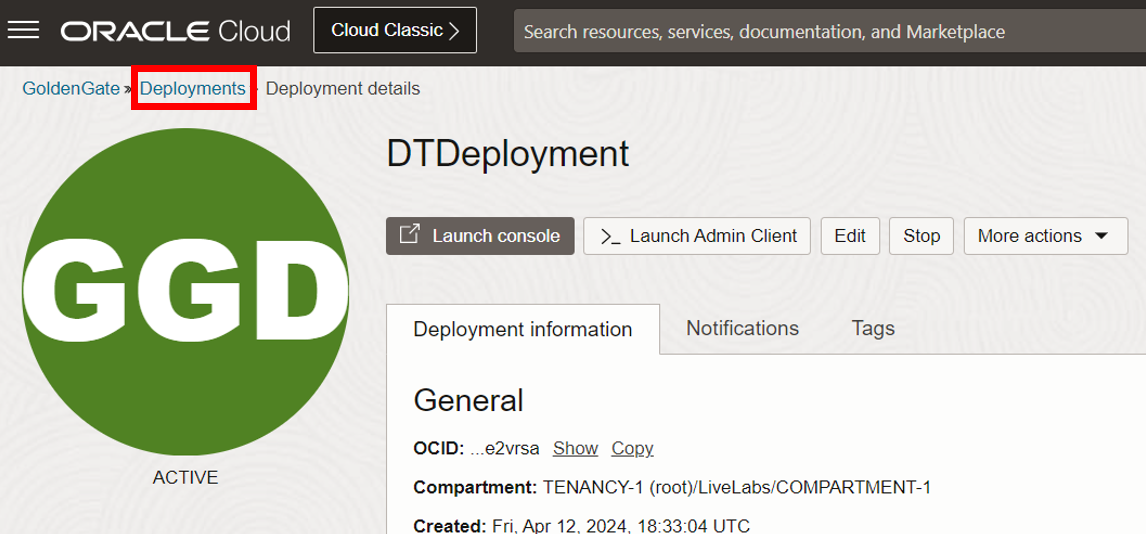 ORACLE Cloud Cloud Classic Search resources, services, documentation, and Marketplace
GoldenGate » Deployments Deployment details
DTDeployment
Launch console Launch Admin Client Edit Stop More actions
GGD
Deployment information Notifications Tags
General
OCID: ...e2vrsa Show Copy
ACTIVE
Compartment: TENANCY-1 (root)/LiveLabs/COMPARTMENT-1
Created: Fri, Apr 12, 2024, 18:33:04 UTC